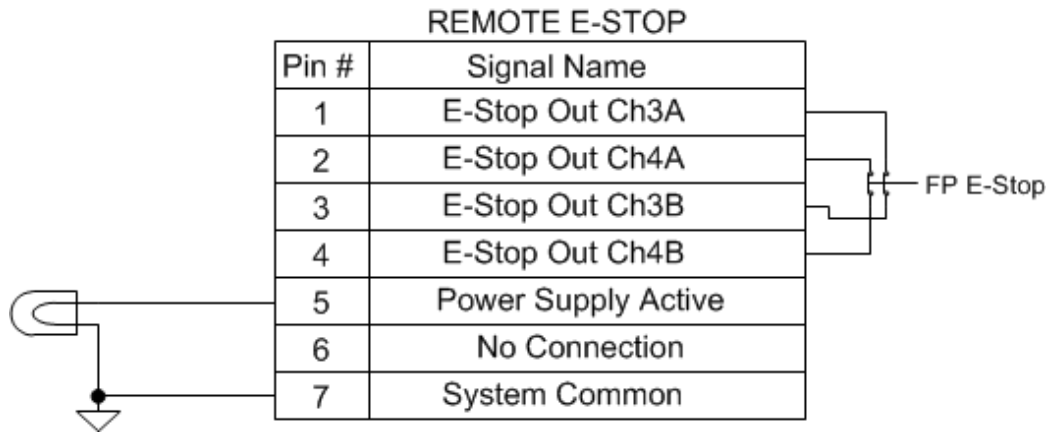 REMOTE E-STOP
Pin # Signal Name
1 E-Stop Out Ch3A
2 E-Stop Out Ch4A
3 E-Stop Out Ch3B
4 E-Stop Out Ch4B
5 Power Supply Active
6 No Connection
7 System Common
FP E-Stop